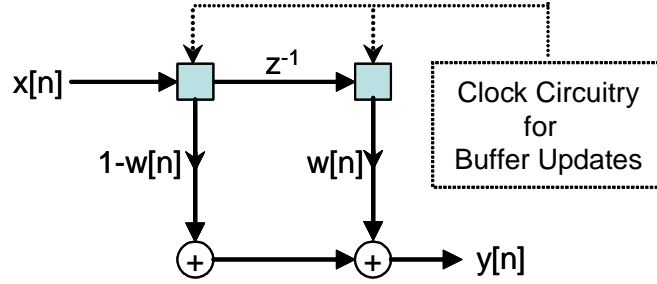 z⁻¹
x[n]
Clock Circuitry
for
Buffer Updates
1-w[n]
w[n]
+
+
y[n]